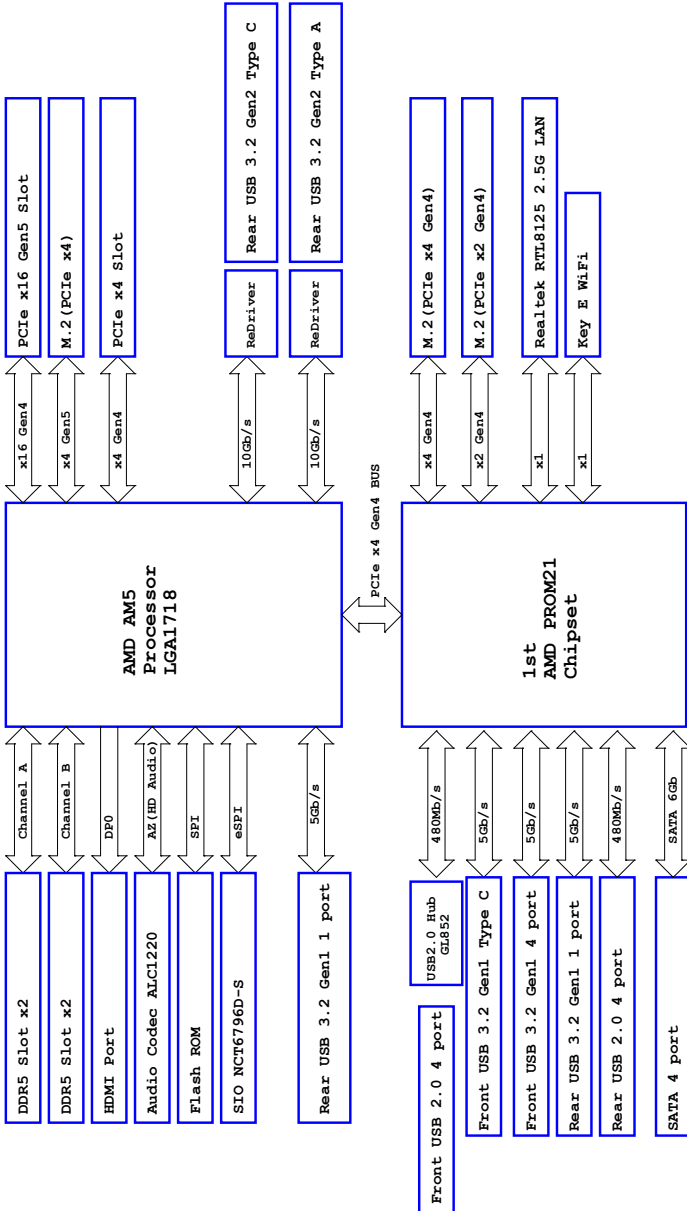 PCIe x16 Gen5 Slot
M.2(PCIe x4)
PCIe x4 Slot
Rear USB 3.2 Gen2 Type C
Rear USB 3.2 Gen2 Type A
ReDriver
ReDriver
M.2(PCIe x4 Gen4)
M.2(PCIe x2 Gen4)
Realtek RTL8125 2.5G LAN
Key E WiFi
x16 Gen4
x4 Gen5
x4 Gen4
10Gb/s
10Gb/s
x4 Gen4
x2 Gen4
x1
x1
AMD AM5
Processor
LGA1718
PCIe x4 Gen4 BUS
1st
AMD PROM21
Chipset
Channel A
Channel B
DP0
AZ(HD Audio)
SPI
eSPI
5Gb/s
480Mb/s
5Gb/s
5Gb/s
5Gb/s
480Mb/s
SATA 6Gb
DDR5 Slot x2
DDR5 Slot x2
HDMI Port
Audio Codec ALC1220
Flash ROM
SIO NCT6796D-S
Rear USB 3.2 Gen1 1 port
USB2.0 Hub
GL852
Front USB 2.0 4 port
Front USB 3.2 Gen1 Type C
Front USB 3.2 Gen1 4 port
Rear USB 3.2 Gen1 1 port
Rear USB 2.0 4 port
SATA 4 port